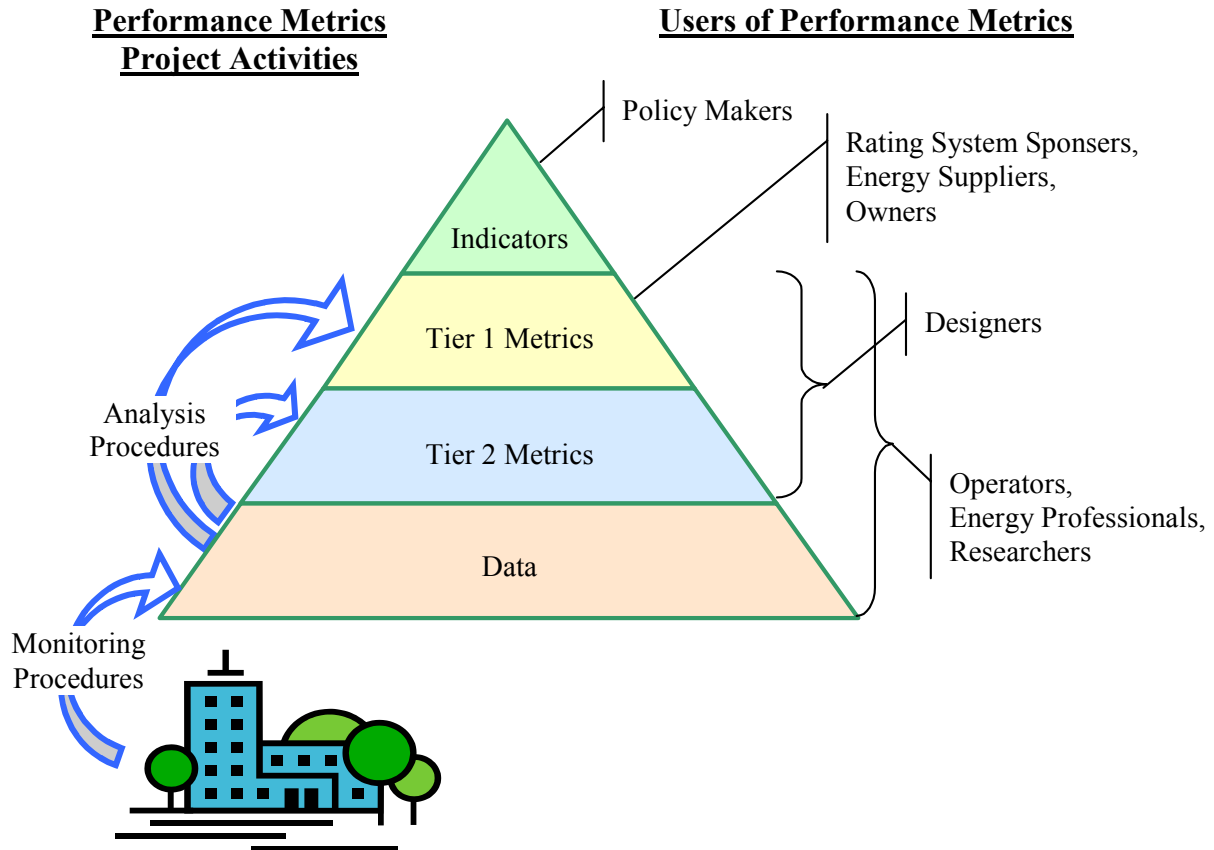 Performance Metrics
Project Activities
Users of Performance Metrics
Policy Makers
Rating System Sponsers,
Energy Suppliers,
Owners
Indicators
Tier 1 Metrics
Designers
Analysis
Procedures
Tier 2 Metrics
Operators,
Energy Professionals,
Researchers
Data
Monitoring
Procedures